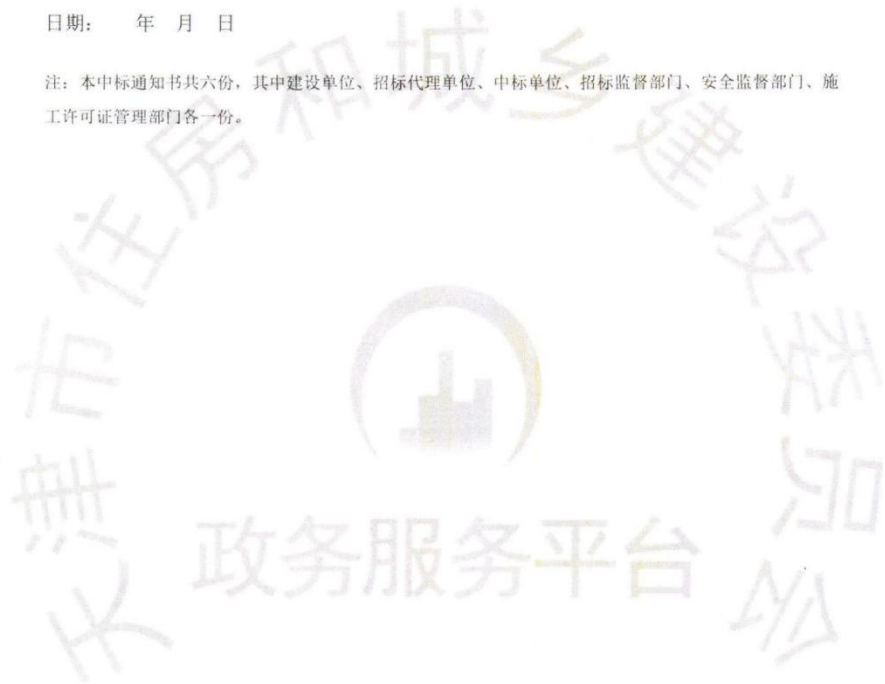 日期： 年 月 日
注：本中标通知书共六份，其中建设单位、招标代理单位、中标单位、招标监督部门、安全监督部门、施
工许可证管理部门各一份。
天津市住房和城乡建设委员会
政务服务平台